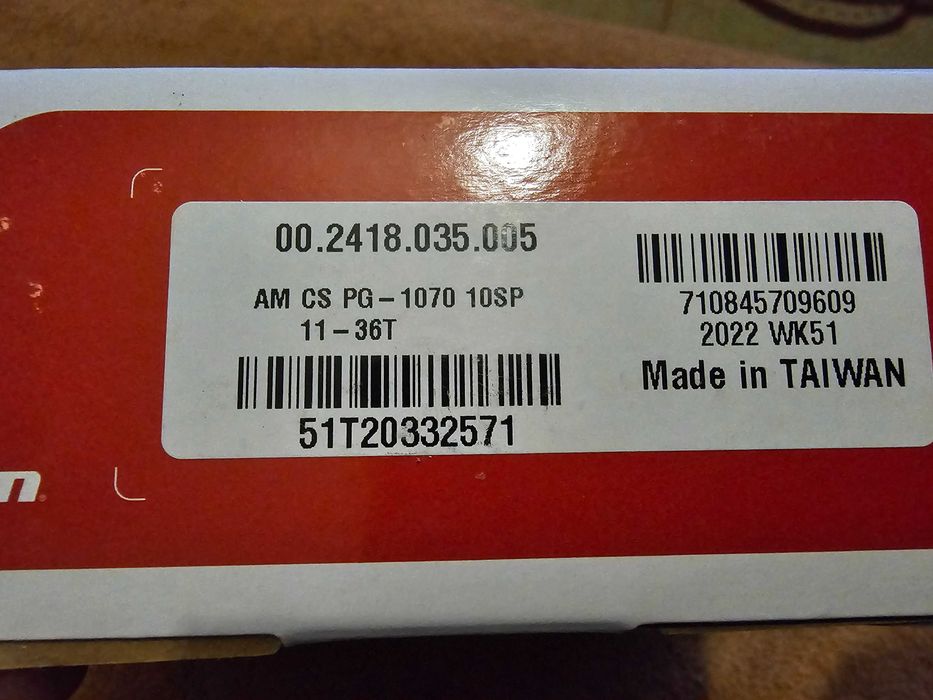 00.2418.035.005
AM CS PG-1070 10SP
11-36T
51T20332571
710845709609
2022 WK51
Made in TAIWAN